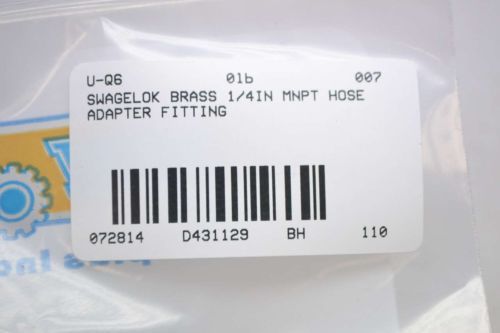 U-Q6 01b 007
SWAGELOK BRASS 1/4IN MNPT HOSE
ADAPTER FITTING
072814 D431129 BH 110